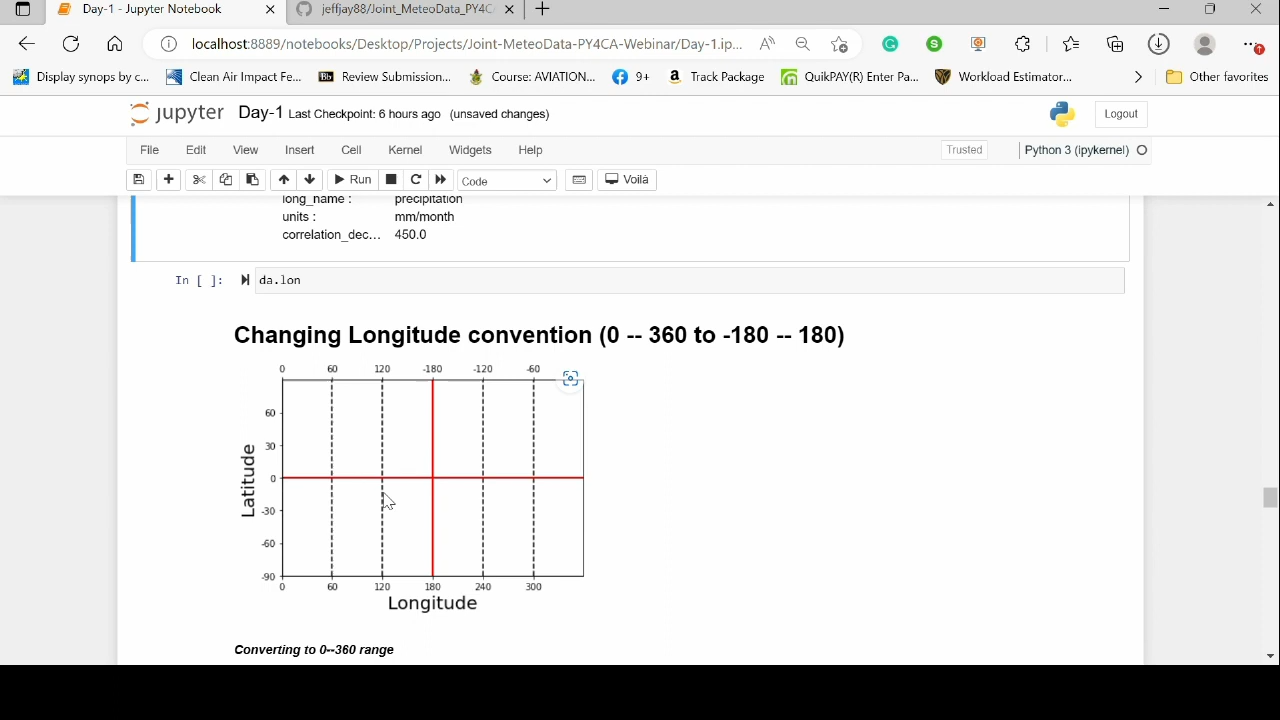 Day-1 - Jupyter Notebook
jeffjay88/Joint_MeteoData_PY4C
localhost:8889/notebooks/Desktop/Projects/Joint-MeteoData-PY4CA-Webinar/Day-1.ip...
Display synops by c...
Clean Air Impact Fe...
Bb Review Submission...
Course: AVIATION...
9+
Track Package
QuikPAY(R) Enter Pa...
Workload Estimator...
Other favorites
jupyter Day-1 Last Checkpoint: 6 hours ago (unsaved changes)
Logout
File Edit View Insert Cell Kernel Widgets Help
Trusted
Python 3 (ipykernel)
Run
Code
Voilà
long_name : precipitation
units : mm/month
correlation_dec... 450.0
In [ ]: da.lon
Changing Longitude convention (0 -- 360 to -180 -- 180)
0 60 120 -180 -120 -60
60
30
0
-30
-60
-90
Latitude
0 60 120 180 240 300
Longitude
Converting to 0--360 range